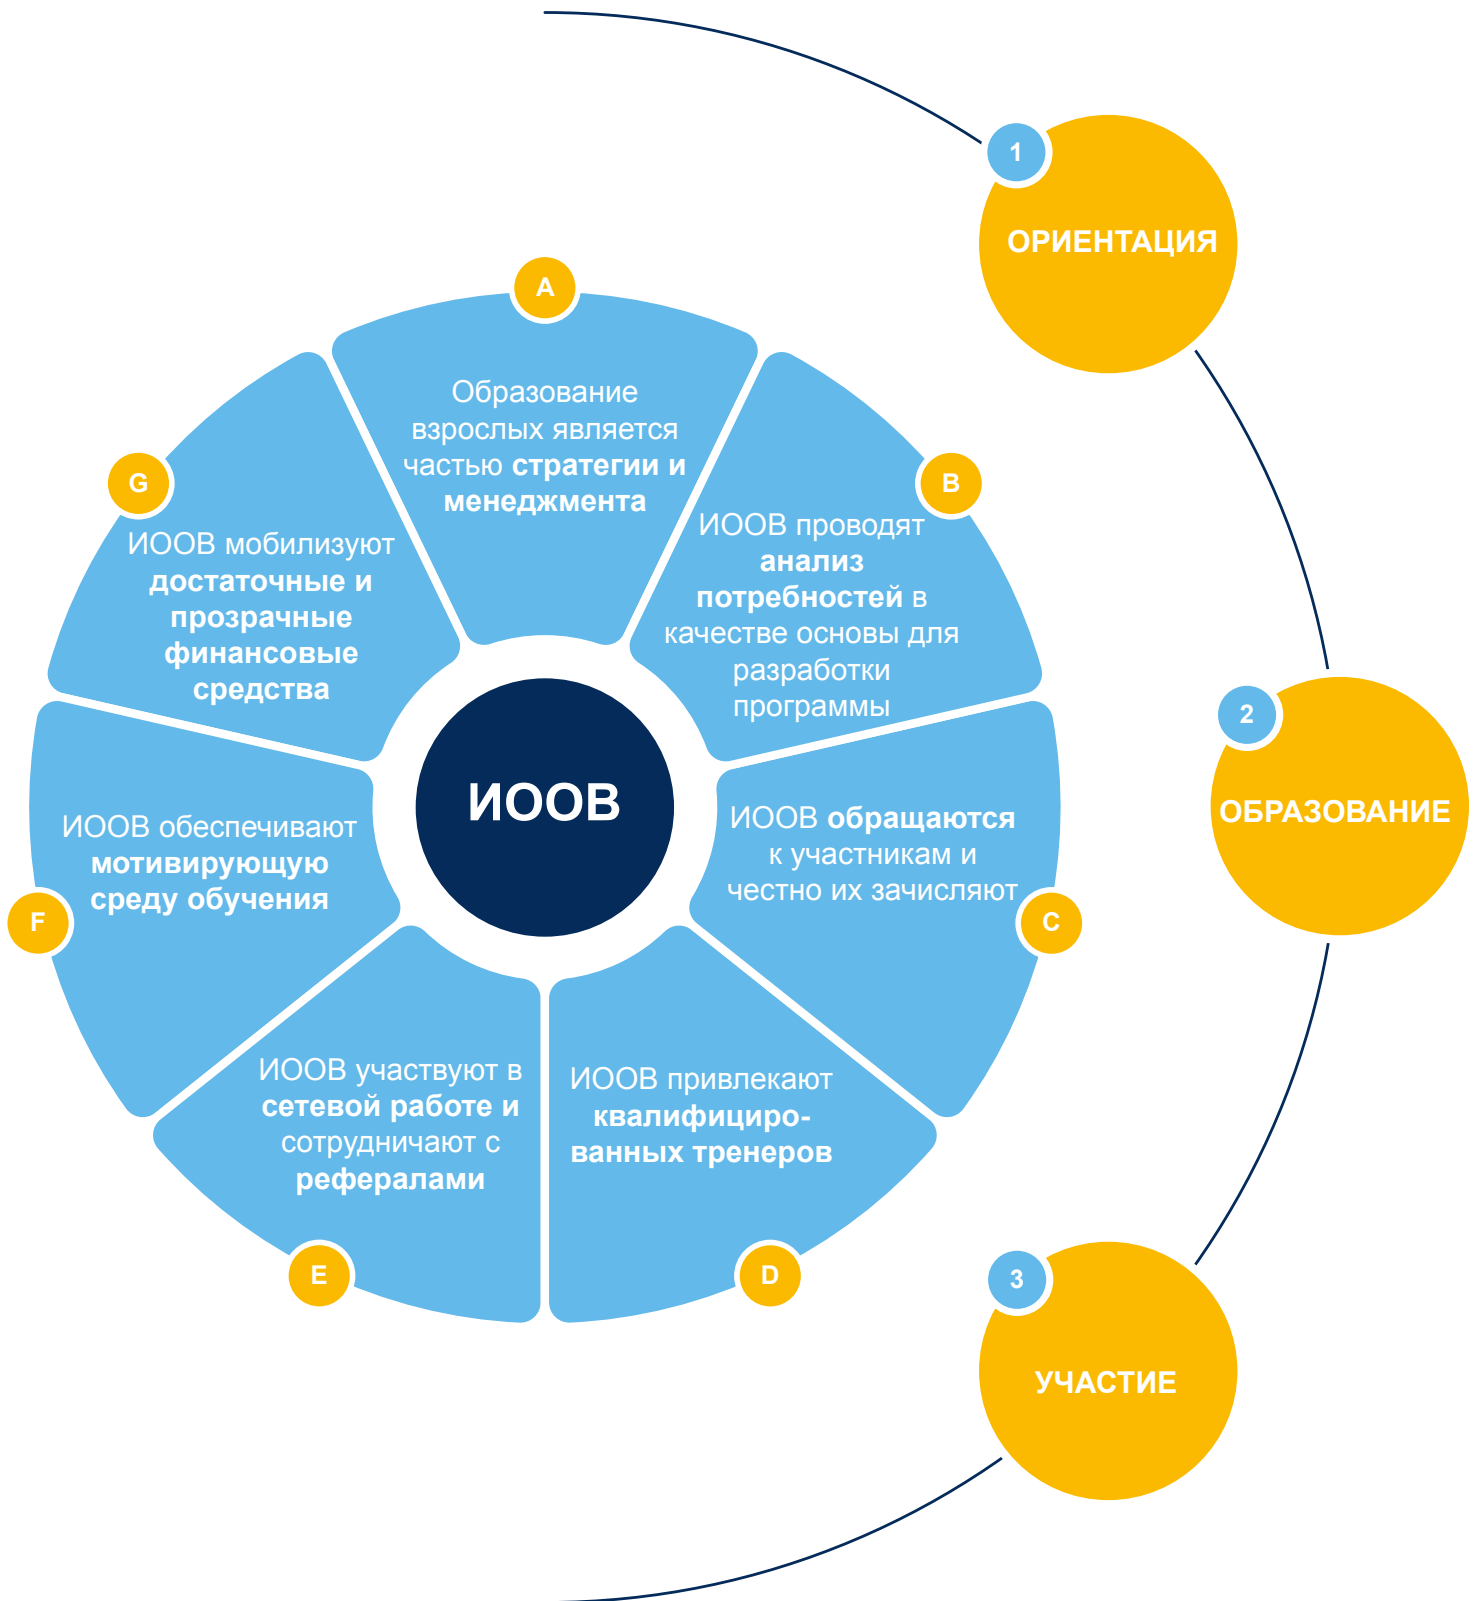 1
ОРИЕНТАЦИЯ
A
Образование
взрослых является
частью стратегии и
менеджмента
B
ИООВ проводят
анализ
потребностей в
качестве основы для
разработки
программы
G
ИООВ мобилизуют
достаточные и
прозрачные
финансовые
средства
2
ОБРАЗОВАНИЕ
ИООВ
ИООВ обращаются
к участникам и
честно их зачисляют
C
ИООВ обеспечивают
мотивирующую
среду обучения
F
ИООВ участвуют в
сетевой работе и
сотрудничают с
рефералами
E
ИООВ привлекают
квалифициро-
ванных тренеров
D
3
УЧАСТИЕ